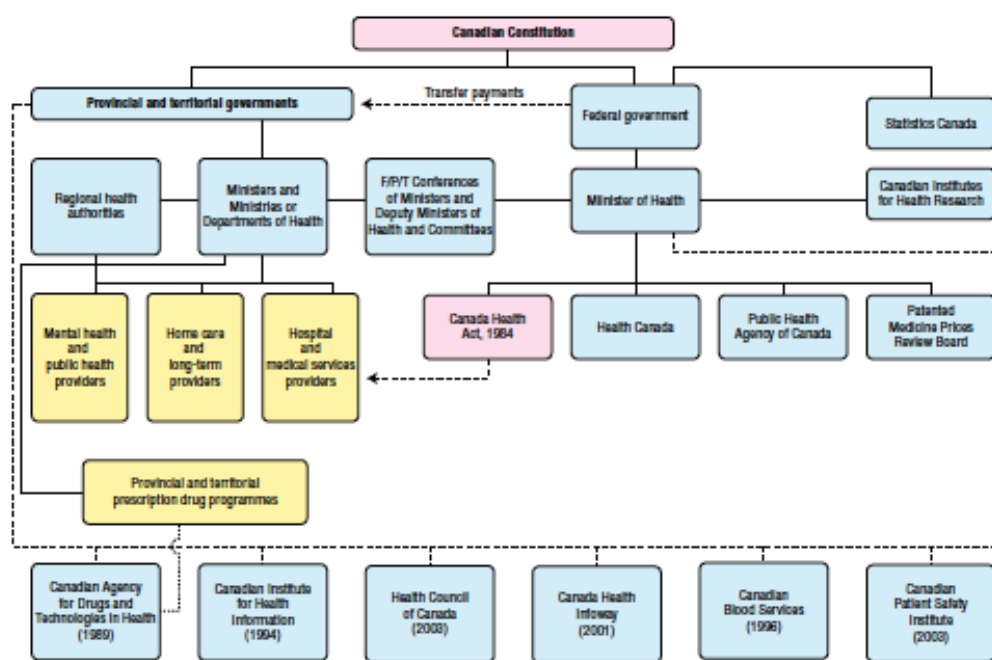 Canadian Constitution
Provincial and territorial governments
Transfer payments
Federal government
Statistics Canada
Regional health
authorities
Ministers and
Ministries or
Departments of Health
F/P/T Conferences
of Ministers and
Deputy Ministers of
Health and Committees
Minister of Health
Canadian Institutes
for Health Research
Mental health
and
public health
providers
Home care
and
long-term
providers
Hospital
and
medical services
providers
Canada Health
Act, 1984
Health Canada
Public Health
Agency of Canada
Patented
Medicine Prices
Review Board
Provincial and territorial
prescription drug programmes
Canadian Agency
for Drugs and
Technologies in Health
(1989)
Canadian Institute
for Health
Information
(1994)
Health Council
of Canada
(2003)
Canada Health
Infoway
(2001)
Canadian
Blood Services
(1996)
Canadian
Patient Safety
Institute
(2003)